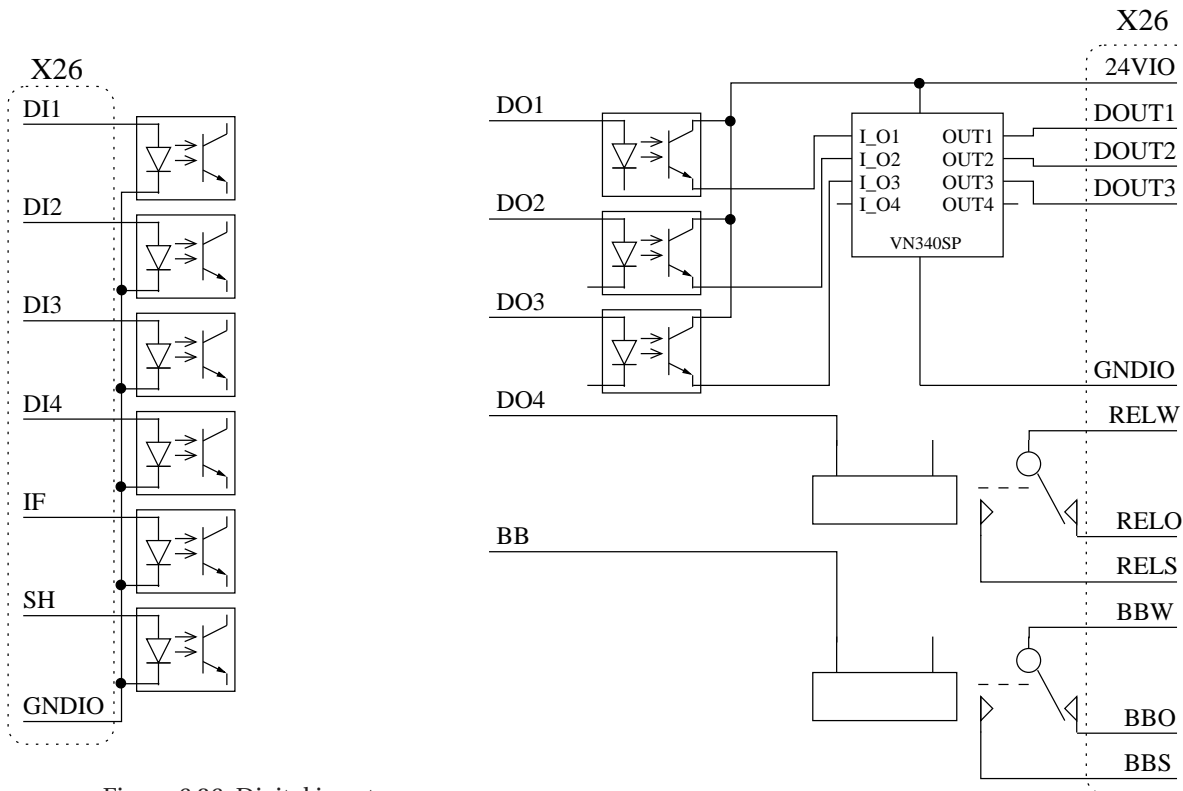 X26
DI1
DI2
DI3
DI4
IF
SH
GNDIO
DO1
DO2
DO3
DO4
BB
I_O1 OUT1
I_O2 OUT2
I_O3 OUT3
I_O4 OUT4
VN340SP
X26
24VIO
DOUT1
DOUT2
DOUT3
GNDIO
RELW
RELO
RELS
BBW
BBO
BBS